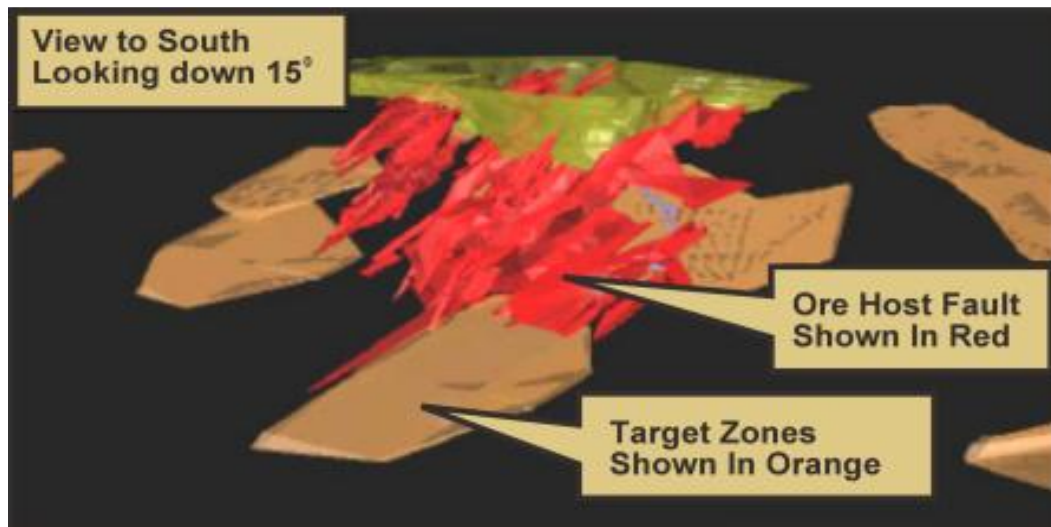 View to South
Looking down 15°
Ore Host Fault
Shown In Red
Target Zones
Shown In Orange